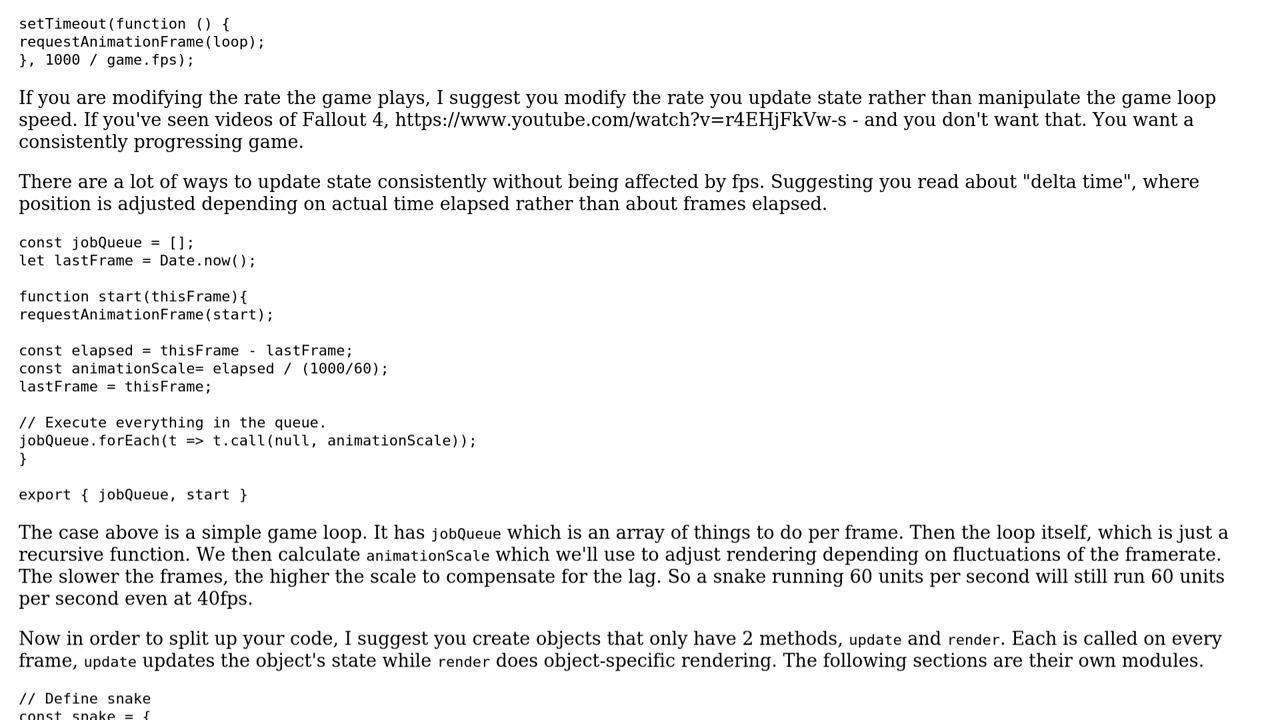 setTimeout(function () {
requestAnimationFrame(loop);
}, 1000 / game.fps);
If you are modifying the rate the game plays, I suggest you modify the rate you update state rather than manipulate the game loop
speed. If you've seen videos of Fallout 4, https://www.youtube.com/watch?v=r4EHjFkVw-s - and you don't want that. You want a
consistently progressing game.
There are a lot of ways to update state consistently without being affected by fps. Suggesting you read about "delta time", where
position is adjusted depending on actual time elapsed rather than about frames elapsed.
const jobQueue = [];
let lastFrame = Date.now();
function start(thisFrame){
requestAnimationFrame(start);
const elapsed = thisFrame - lastFrame;
const animationScale= elapsed / (1000/60);
lastFrame = thisFrame;
// Execute everything in the queue.
jobQueue.forEach(t => t.call(null, animationScale));
}
export { jobQueue, start }
The case above is a simple game loop. It has jobQueue which is an array of things to do per frame. Then the loop itself, which is just a
recursive function. We then calculate animationScale which we'll use to adjust rendering depending on fluctuations of the framerate.
The slower the frames, the higher the scale to compensate for the lag. So a snake running 60 units per second will still run 60 units
per second even at 40fps.
Now in order to split up your code, I suggest you create objects that only have 2 methods, update and render. Each is called on every
frame, update updates the object's state while render does object-specific rendering. The following sections are their own modules.
// Define snake
const snake = {